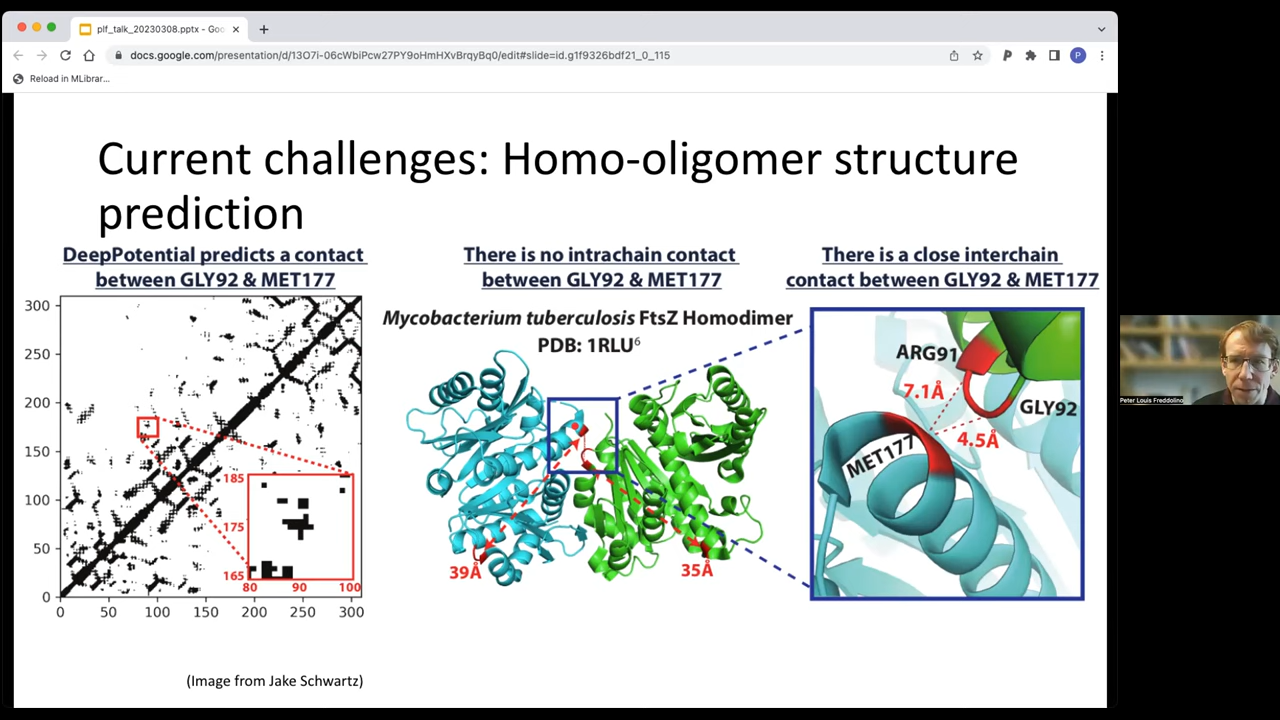 plf_talk_20230308.pptx - Goo
docs.google.com/presentation/d/13O7i-06cWbiPcw27PY9oHmHXvBrqyBq0/edit#slide=id.g1f9326bdf21_0_115
P
P
Reload in MLibrar...
Current challenges: Homo-oligomer structure
prediction
DeepPotential predicts a contact
between GLY92 & MET177
There is no intrachain contact
between GLY92 & MET177
There is a close interchain
contact between GLY92 & MET177
Mycobacterium tuberculosis FtsZ Homodimer
PDB: 1RLU6
300
250
200
150
100
50
0
0
50
100
150
200
250
300
185
175
165
80
90
100
39Å
35Å
ARG91
7.1Å
GLY92
4.5Å
MET177
(Image from Jake Schwartz)
Peter Louis Freddolino